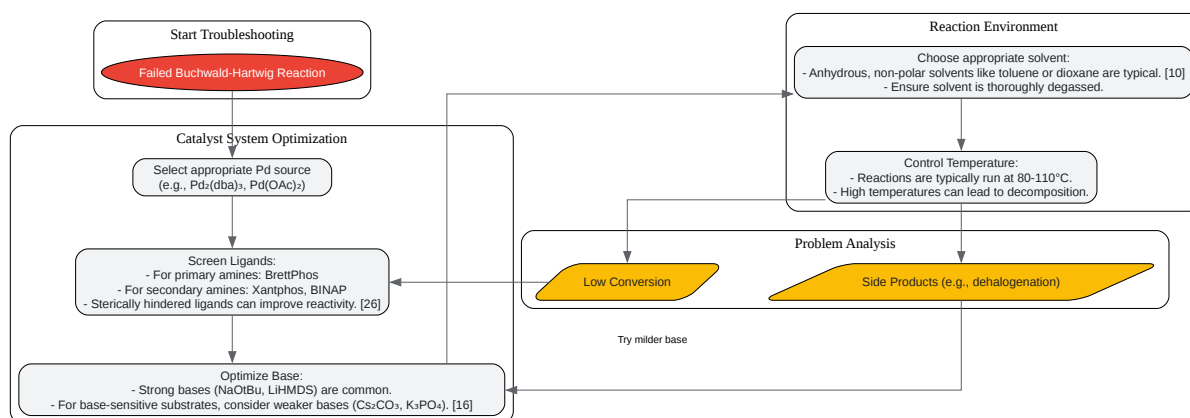 Start Troubleshooting
Failed Buchwald-Hartwig Reaction
Catalyst System Optimization
Select appropriate Pd source
(e.g., Pd₂(dba)₃, Pd(OAc)₂)
Screen Ligands:
- For primary amines: BrettPhos
- For secondary amines: Xantphos, BINAP
- Sterically hindered ligands can improve reactivity. [26]
Optimize Base:
- Strong bases (NaOtBu, LiHMDS) are common.
- For base-sensitive substrates, consider weaker bases (Cs₂CO₃, K₃PO₄). [16]
Reaction Environment
Choose appropriate solvent:
- Anhydrous, non-polar solvents like toluene or dioxane are typical. [10]
- Ensure solvent is thoroughly degassed.
Control Temperature:
- Reactions are typically run at 80-110°C.
- High temperatures can lead to decomposition.
Problem Analysis
Low Conversion
Side Products (e.g., dehalogenation)
Try milder base